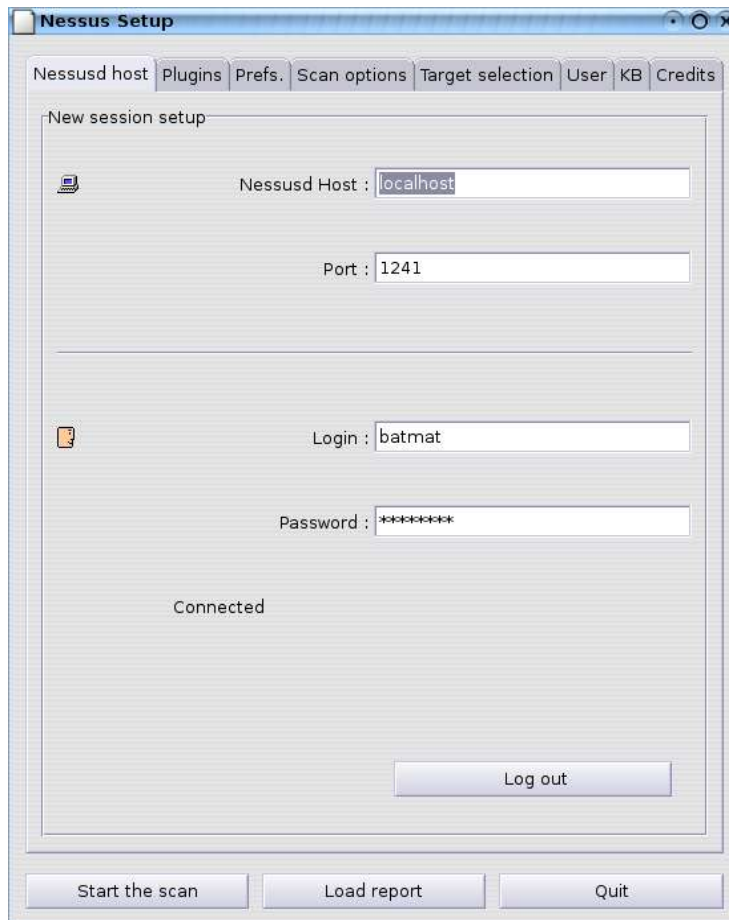 Nessus Setup
Nessusd host Plugins Prefs. Scan options Target selection User KB Credits
New session setup
Nessusd Host : localhost
Port : 1241
Login : batmat
Password : ********
Connected
Log out
Start the scan Load report Quit